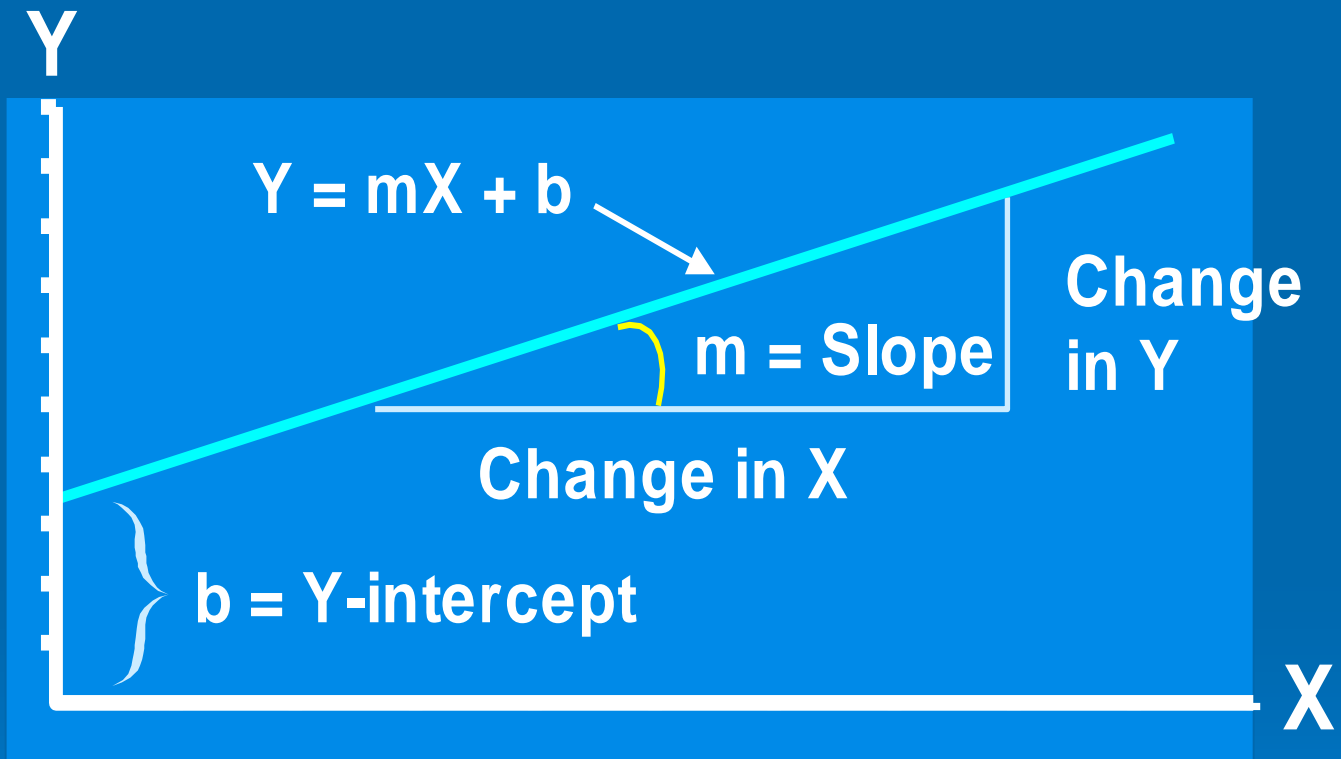 Y
Y = mX + b
Change
in Y
m = Slope
Change in X
b = Y-intercept
X